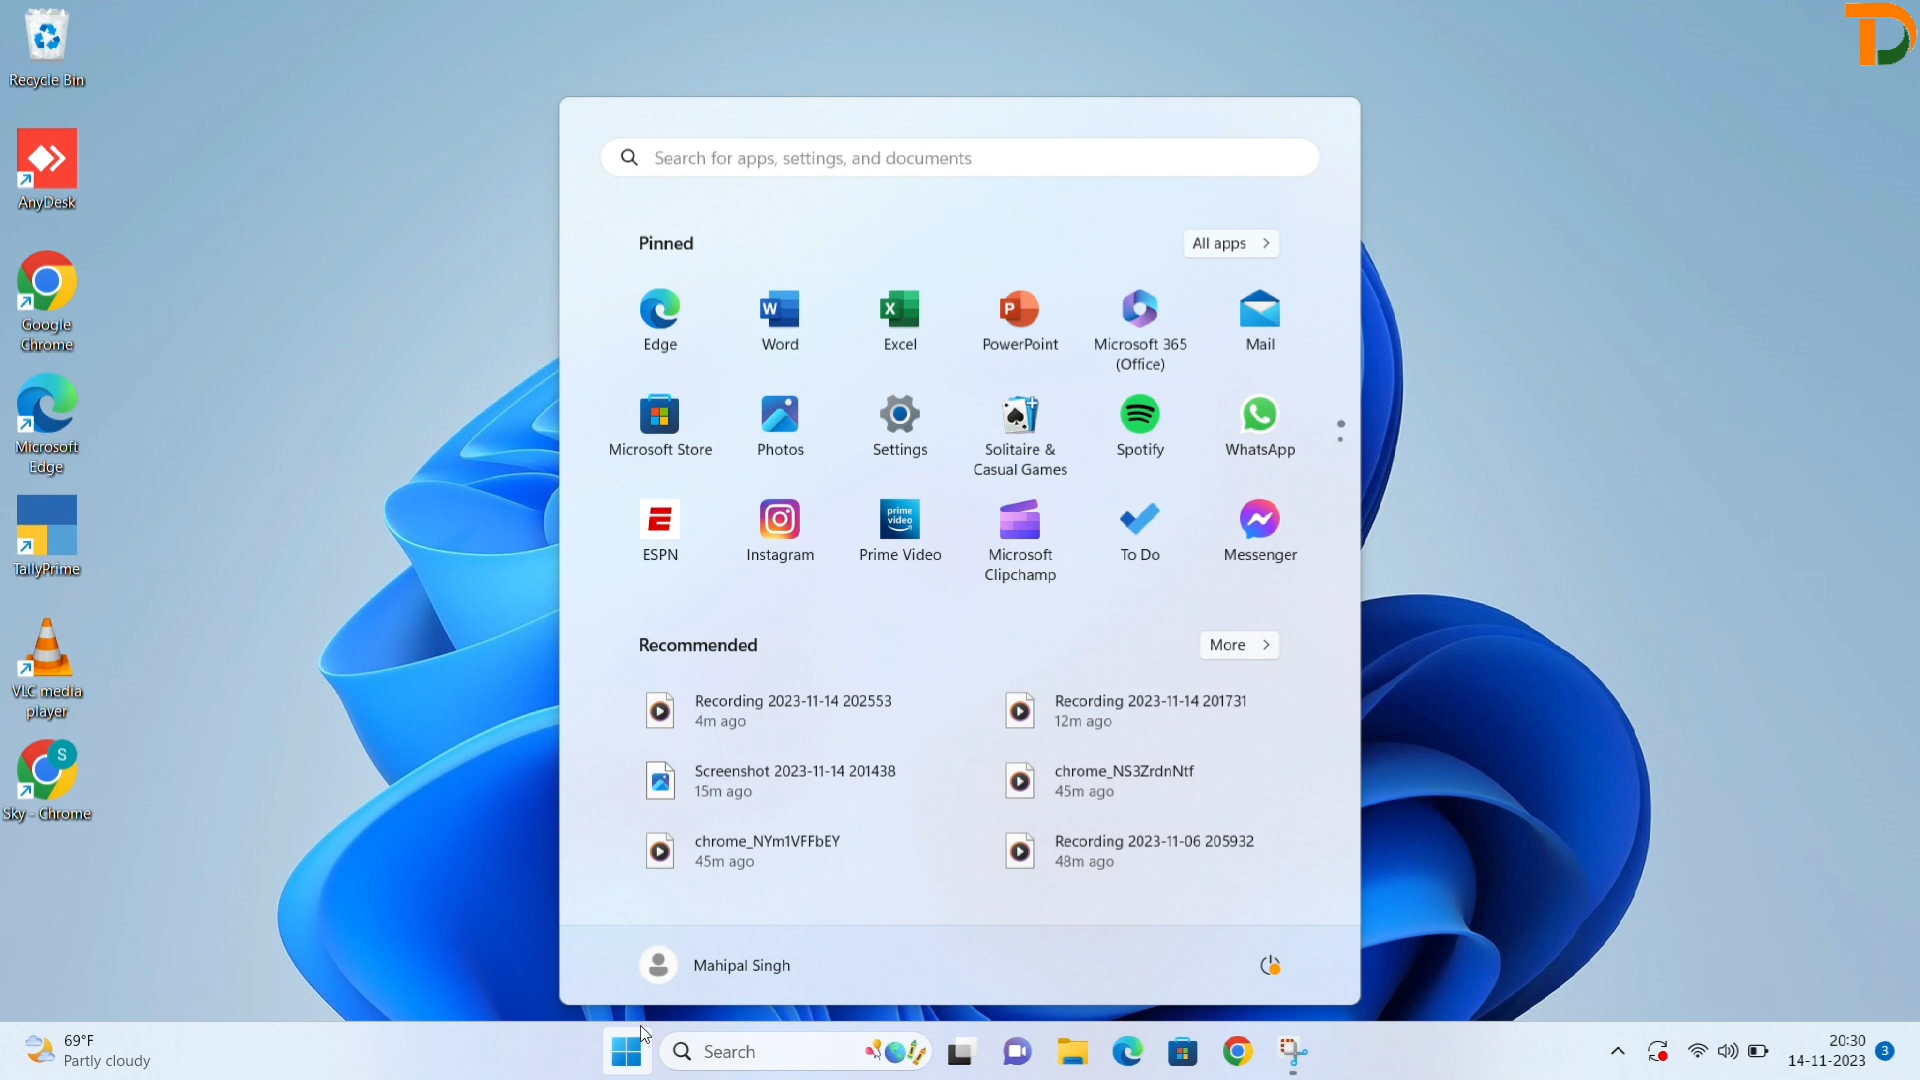 Recycle Bin
AnyDesk
Google
Chrome
Microsoft
Edge
TallyPrime
VLC media
player
S
Sky - Chrome
TD
Search for apps, settings, and documents
Pinned
All apps
Edge
Word
Excel
PowerPoint
Microsoft 365
(Office)
Mail
Microsoft Store
Photos
Settings
Solitaire &
Casual Games
Spotify
WhatsApp
prime
video
ESPN
Instagram
Prime Video
Microsoft
Clipchamp
To Do
Messenger
Recommended
More
Recording 2023-11-14 202553
4m ago
Recording 2023-11-14 201731
12m ago
Screenshot 2023-11-14 201438
15m ago
chrome_NS3ZrdnNtf
45m ago
chrome_NYm1VFFbEY
45m ago
Recording 2023-11-06 205932
48m ago
Mahipal Singh
69°F
Partly cloudy
Search
20:30
14-11-2023
3